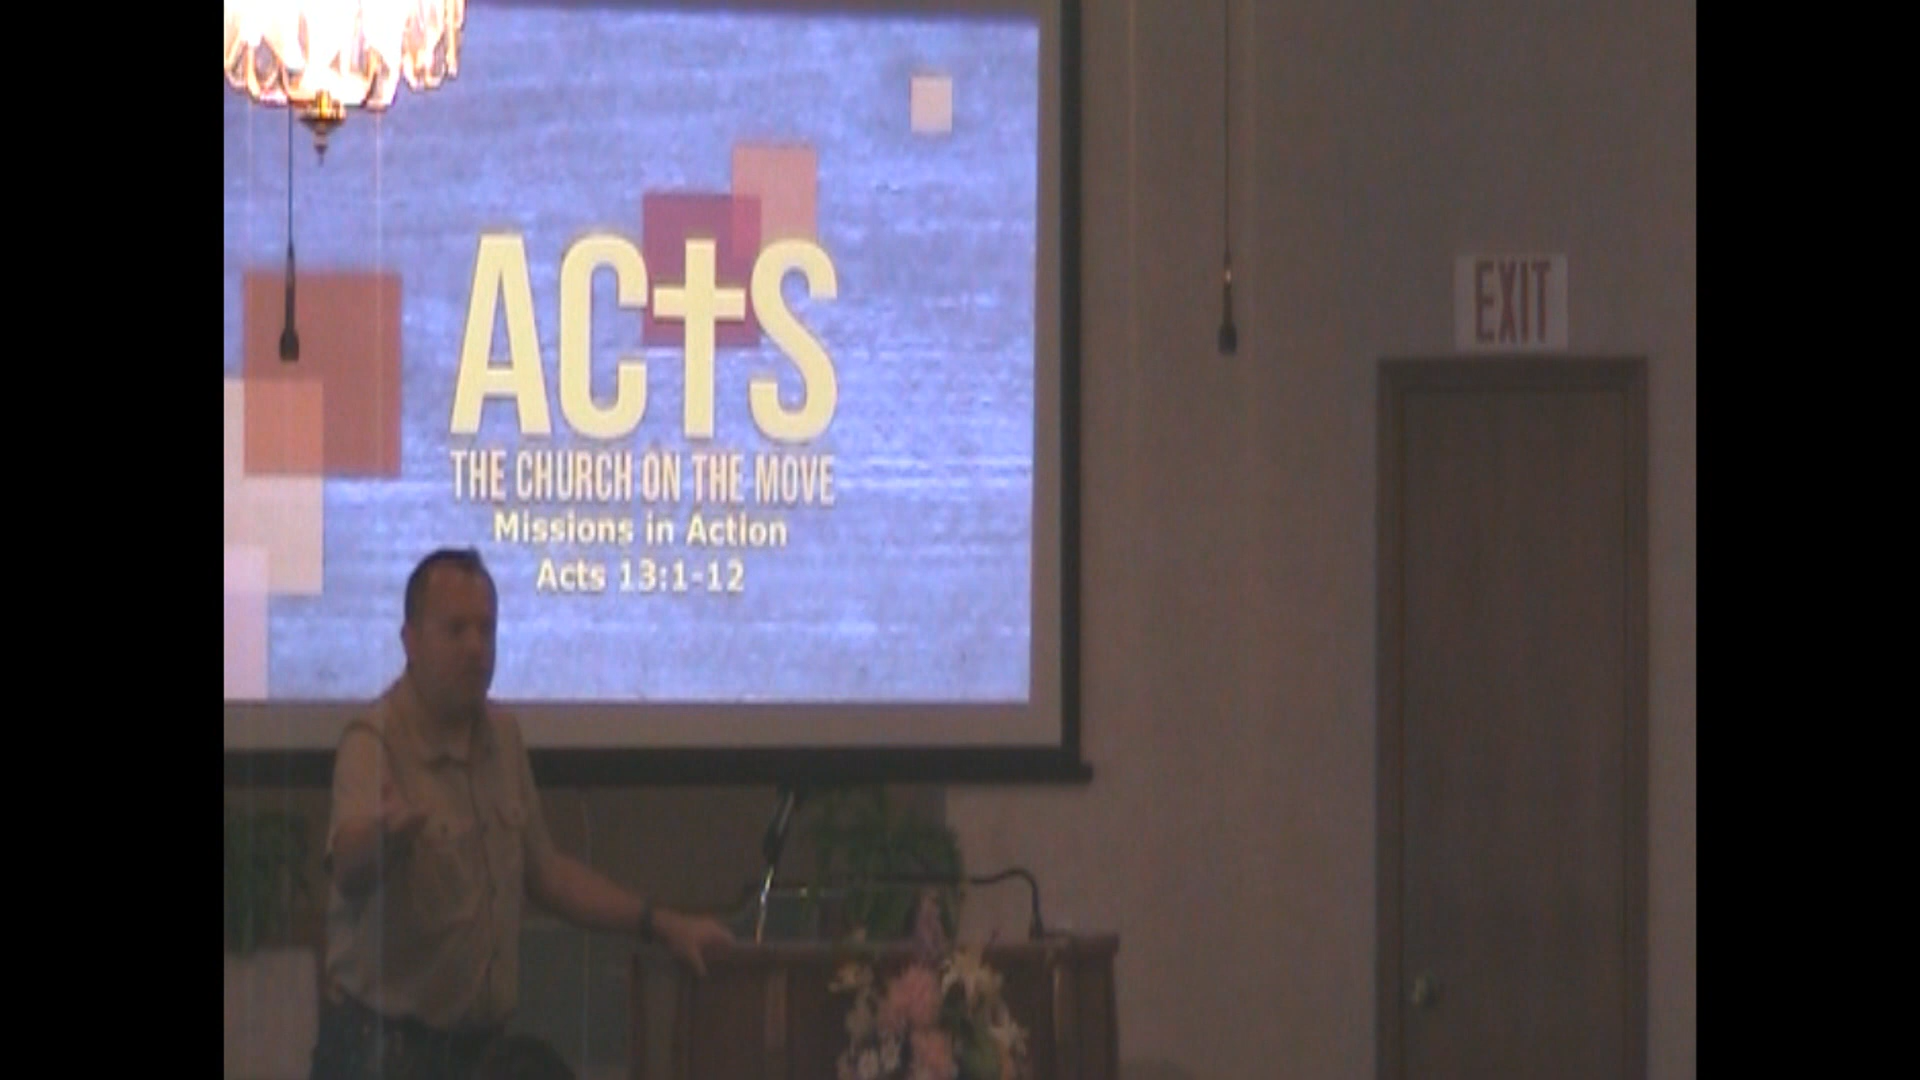 ACtS
THE CHURCH ON THE MOVE
Missions in Action
Acts 13:1-12
EXIT